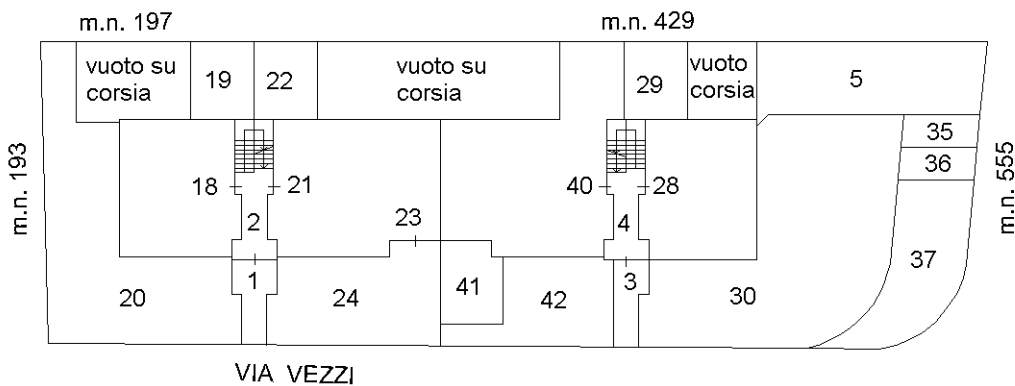 m.n. 197
m.n. 429
vuoto su
corsia
19
22
vuoto su
corsia
29
vuoto
corsia
5
35
36
m.n. 193
m.n. 555
18
21
40
28
2
23
4
37
1
41
3
20
24
42
30
VIA VEZZI